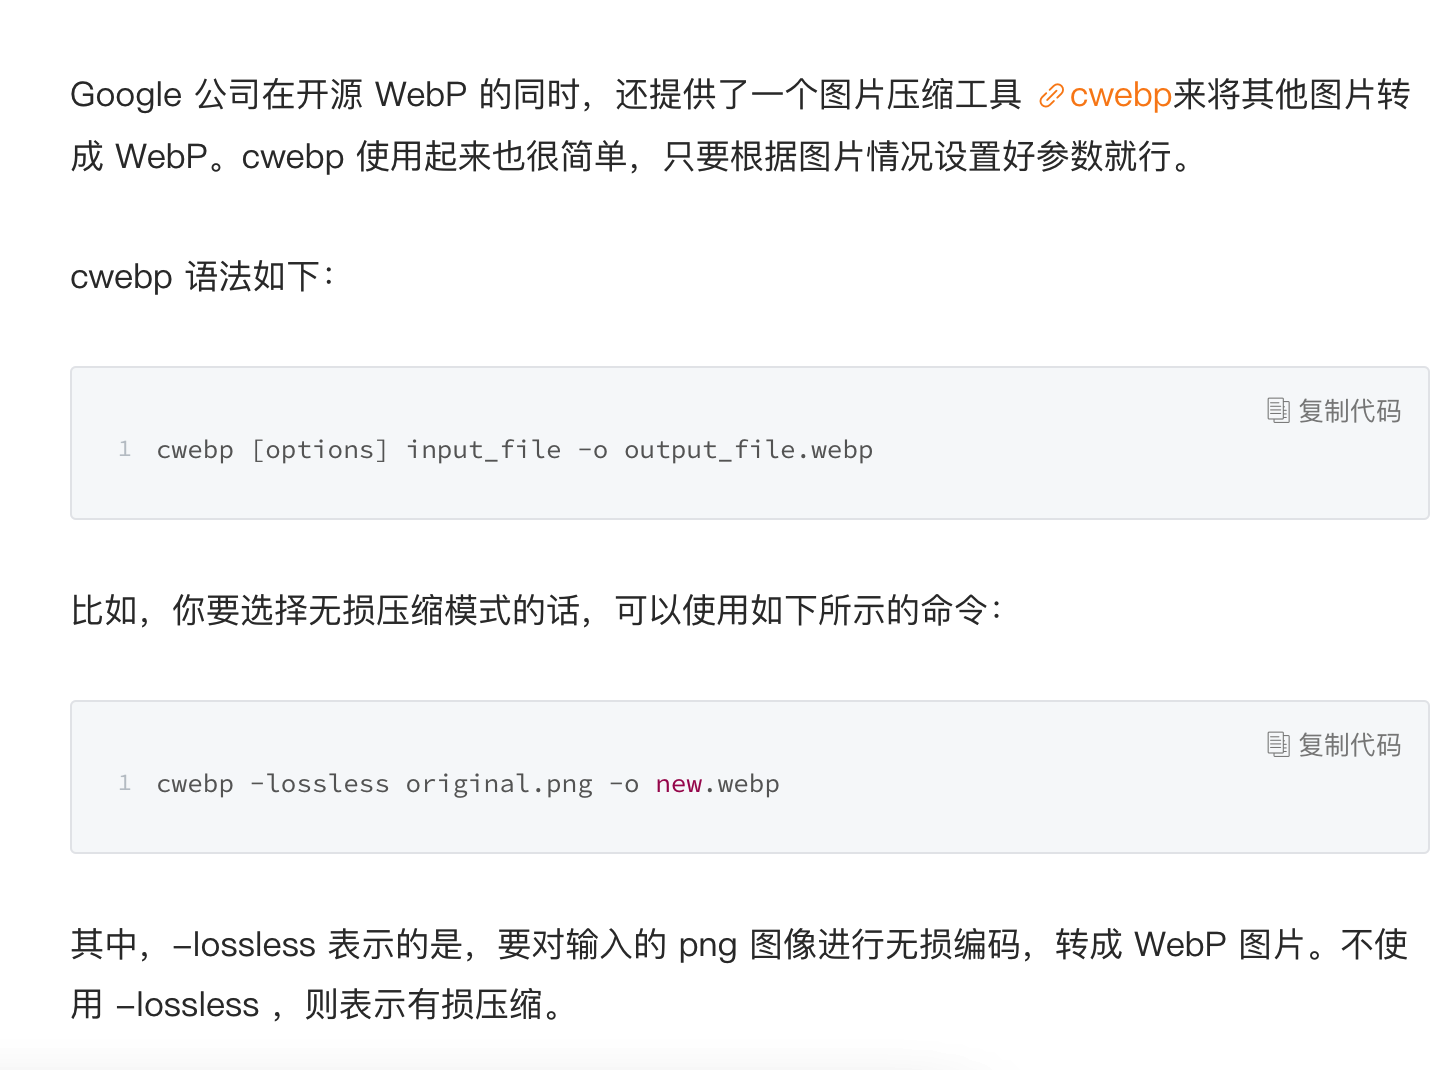 Google 公司在开源 WebP 的同时，还提供了一个图片压缩工具 cwebp来将其他图片转
成 WebP。cwebp 使用起来也很简单，只要根据图片情况设置好参数就行。
cwebp 语法如下：
复制代码
1 cwebp [options] input_file -o output_file.webp
比如，你要选择无损压缩模式的话，可以使用如下所示的命令：
复制代码
1 cwebp -lossless original.png -o new.webp
其中，–lossless 表示的是，要对输入的 png 图像进行无损编码，转成 WebP 图片。不使
用 –lossless ，则表示有损压缩。